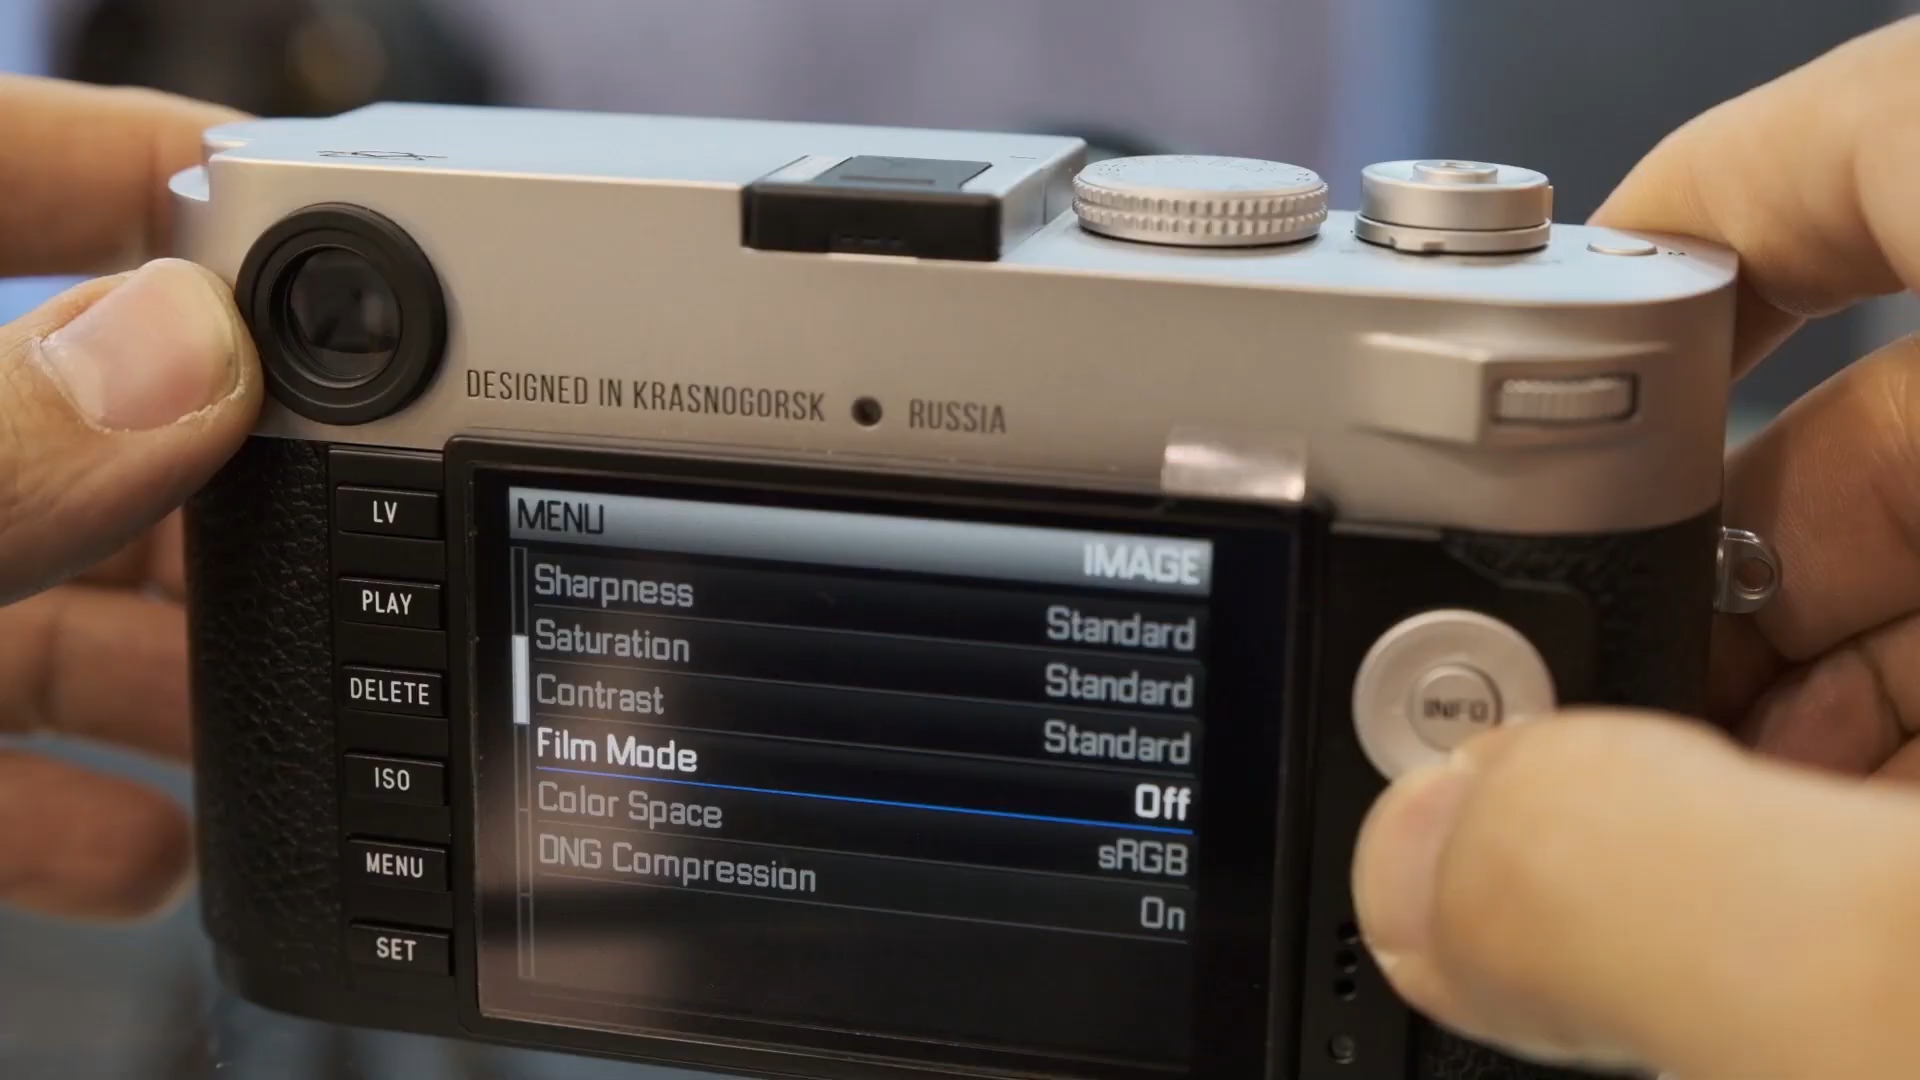 DESIGNED IN KRASNOGORSK ● RUSSIA
LV
PLAY
DELETE
ISO
MENU
SET
MENU
IMAGE
Sharpness Standard
Saturation Standard
Contrast Standard
Film Mode Off
Color Space sRGB
DNG Compression On
INFO
M